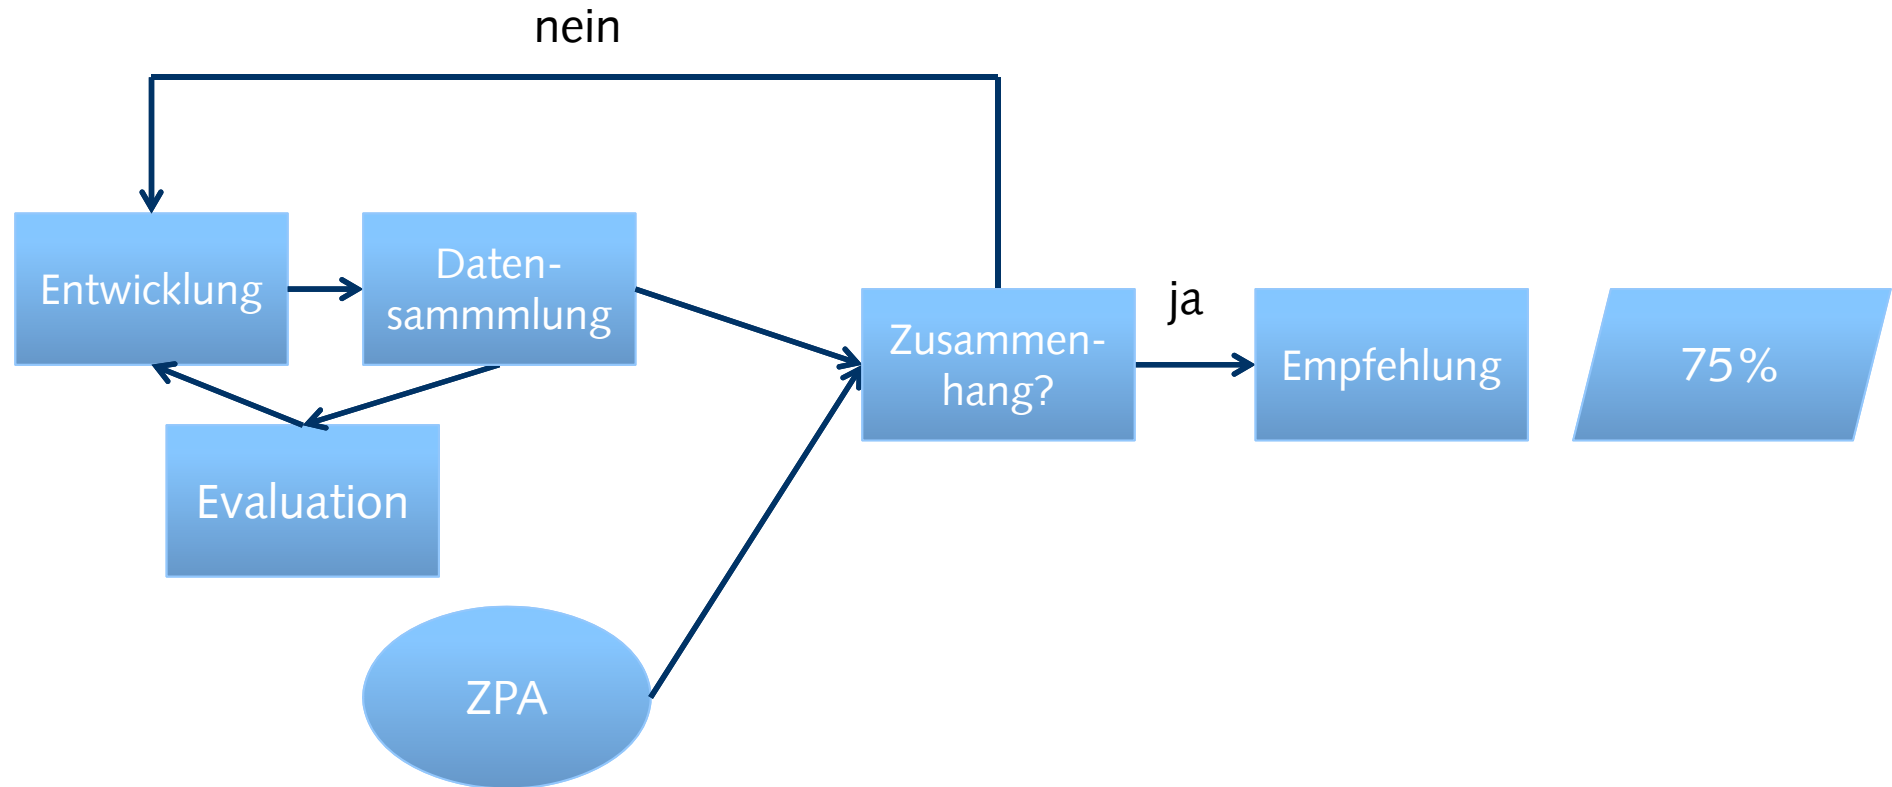 nein
Entwicklung
Daten-
sammmlung
Zusammen-
hang?
ja
Empfehlung
75%
Evaluation
ZPA